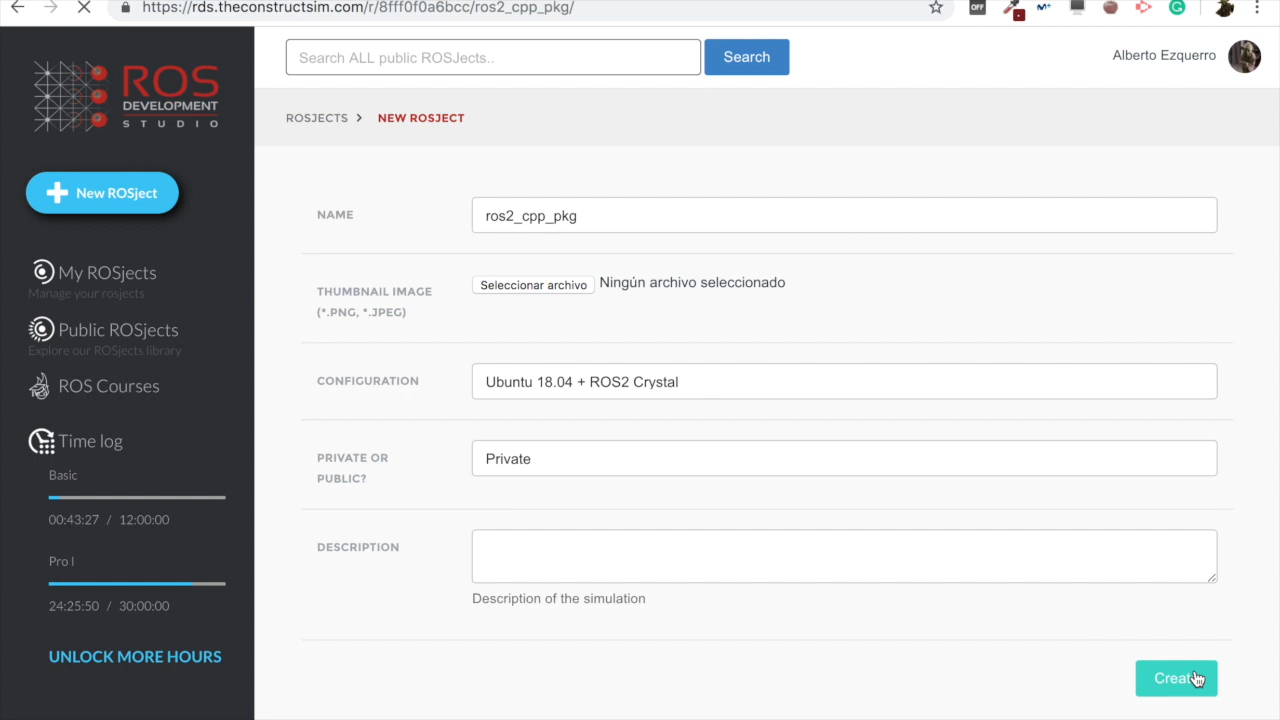 https://rds.theconstructsim.com/r/8fff0f0a6bcc/ros2_cpp_pkg/
OFF
ROS
DEVELOPMENT
STUDIO
Search ALL public ROSJects..
Search
Alberto Ezquerro
ROSJECTS > NEW ROSJECT
New ROSject
My ROSjects
Manage your rosjects
Public ROSjects
Explore our ROSjects library
ROS Courses
Time log
Basic
00:43:27 / 12:00:00
Pro I
24:25:50 / 30:00:00
UNLOCK MORE HOURS
NAME
ros2_cpp_pkg
THUMBNAIL IMAGE
(*.PNG, *.JPEG)
Seleccionar archivo Ningún archivo seleccionado
CONFIGURATION
Ubuntu 18.04 + ROS2 Crystal
PRIVATE OR
PUBLIC?
Private
DESCRIPTION
Description of the simulation
Create